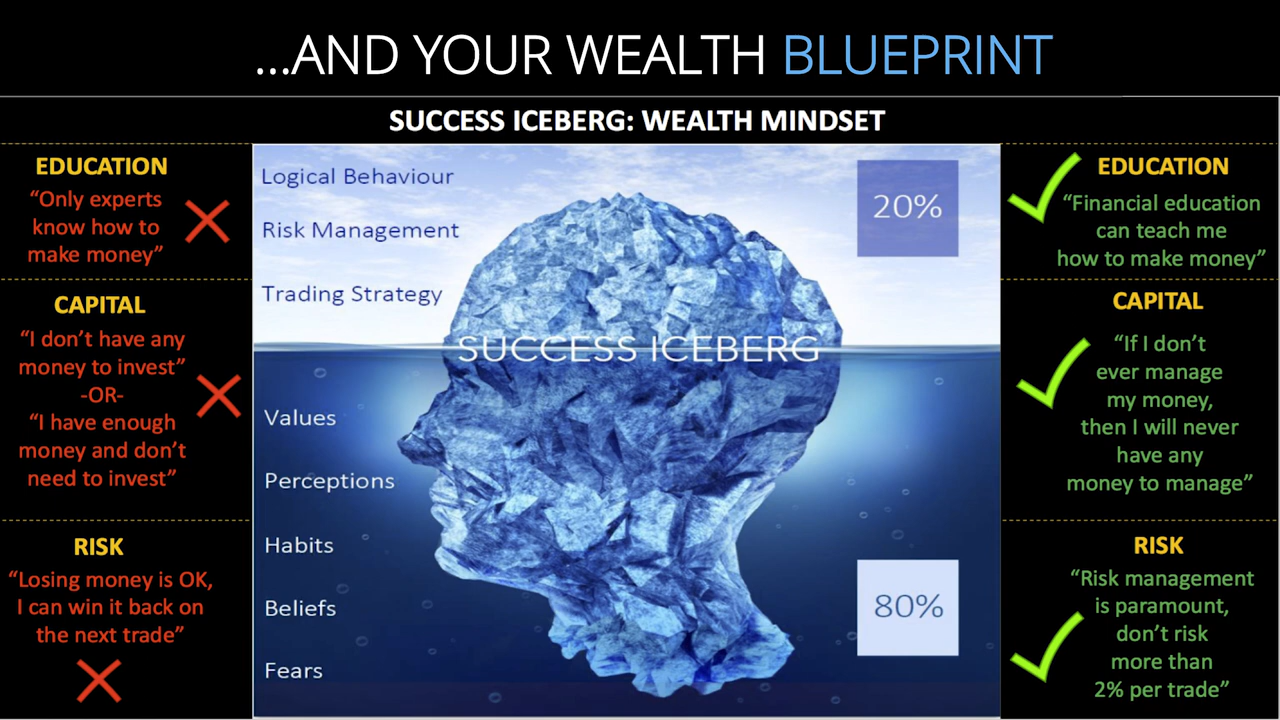 ...AND YOUR WEALTH BLUEPRINT
SUCCESS ICEBERG: WEALTH MINDSET
EDUCATION
“Only experts
know how to
make money”
CAPITAL
“I don’t have any
money to invest”
-OR-
“I have enough
money and don’t
need to invest”
RISK
“Losing money is OK,
I can win it back on
the next trade”
Logical Behaviour
Risk Management
Trading Strategy
20%
SUCCESS ICEBERG
Values
Perceptions
Habits
Beliefs
Fears
80%
EDUCATION
“Financial education
can teach me
how to make money”
CAPITAL
“If I don’t
ever manage
my money,
then I will never
have any
money to manage”
RISK
“Risk management
is paramount,
don’t risk
more than
2% per trade”